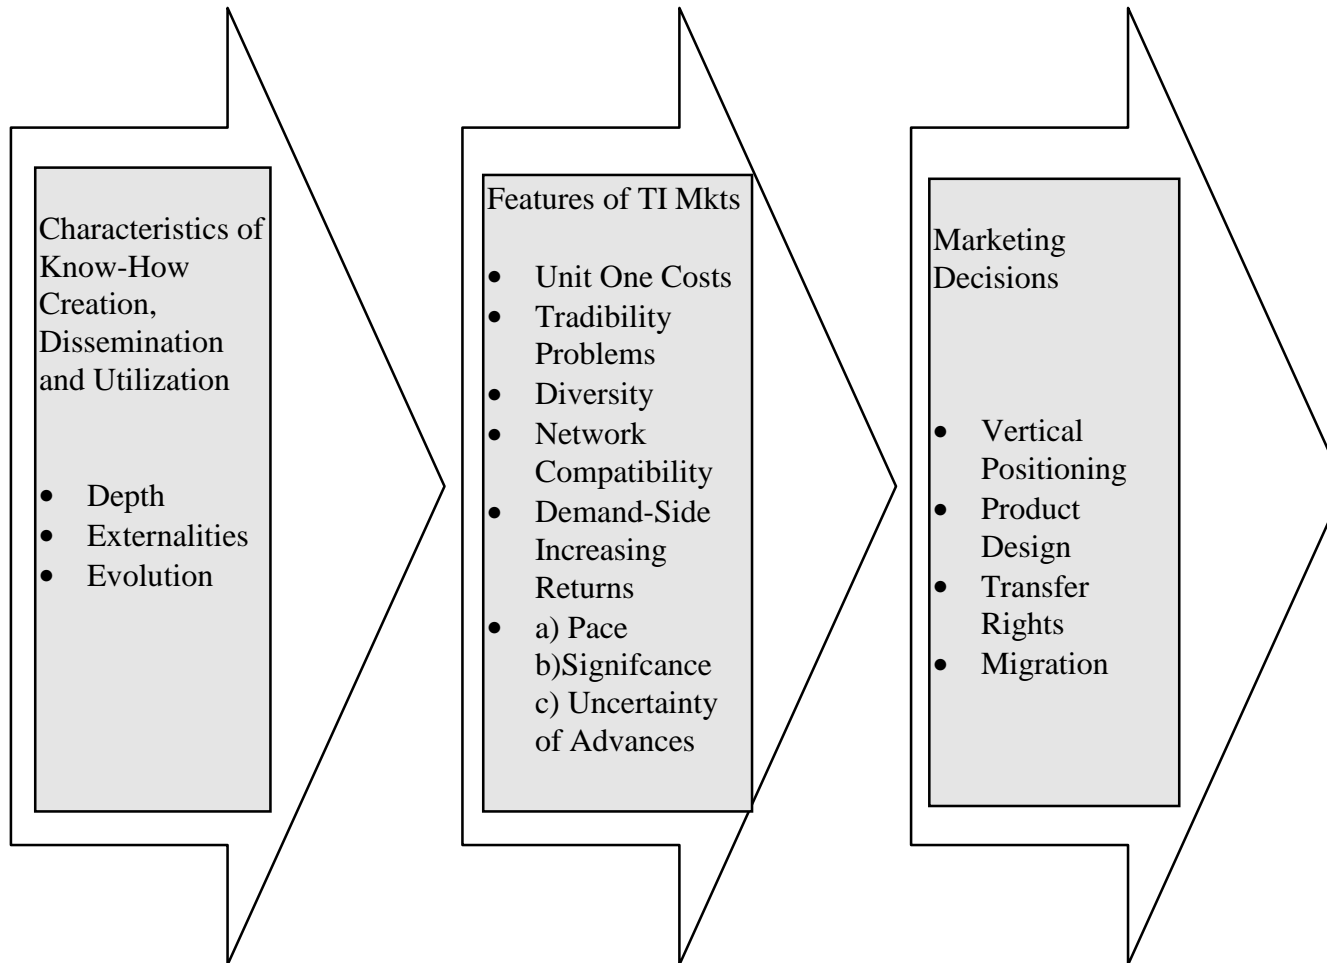 Characteristics of
Know-How
Creation,
Dissemination
and Utilization
• Depth
• Externalities
• Evolution
Features of TI Mkts
• Unit One Costs
• Tradibility
Problems
• Diversity
• Network
Compatibility
• Demand-Side
Increasing
Returns
• a) Pace
b)Signifcance
c) Uncertainty
of Advances
Marketing
Decisions
• Vertical
Positioning
• Product
Design
• Transfer
Rights
• Migration